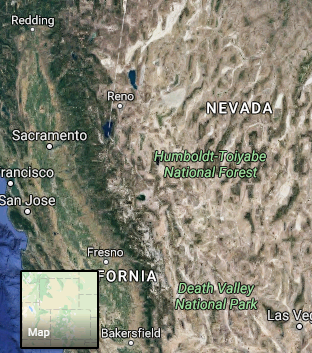 Redding
Reno
NEVADA
Sacramento
Humboldt-Toiyabe
National Forest
rancisco
San Jose
Fresno
FORNIA
Death Valley
National Park
Las Veg
Map
Bakersfield